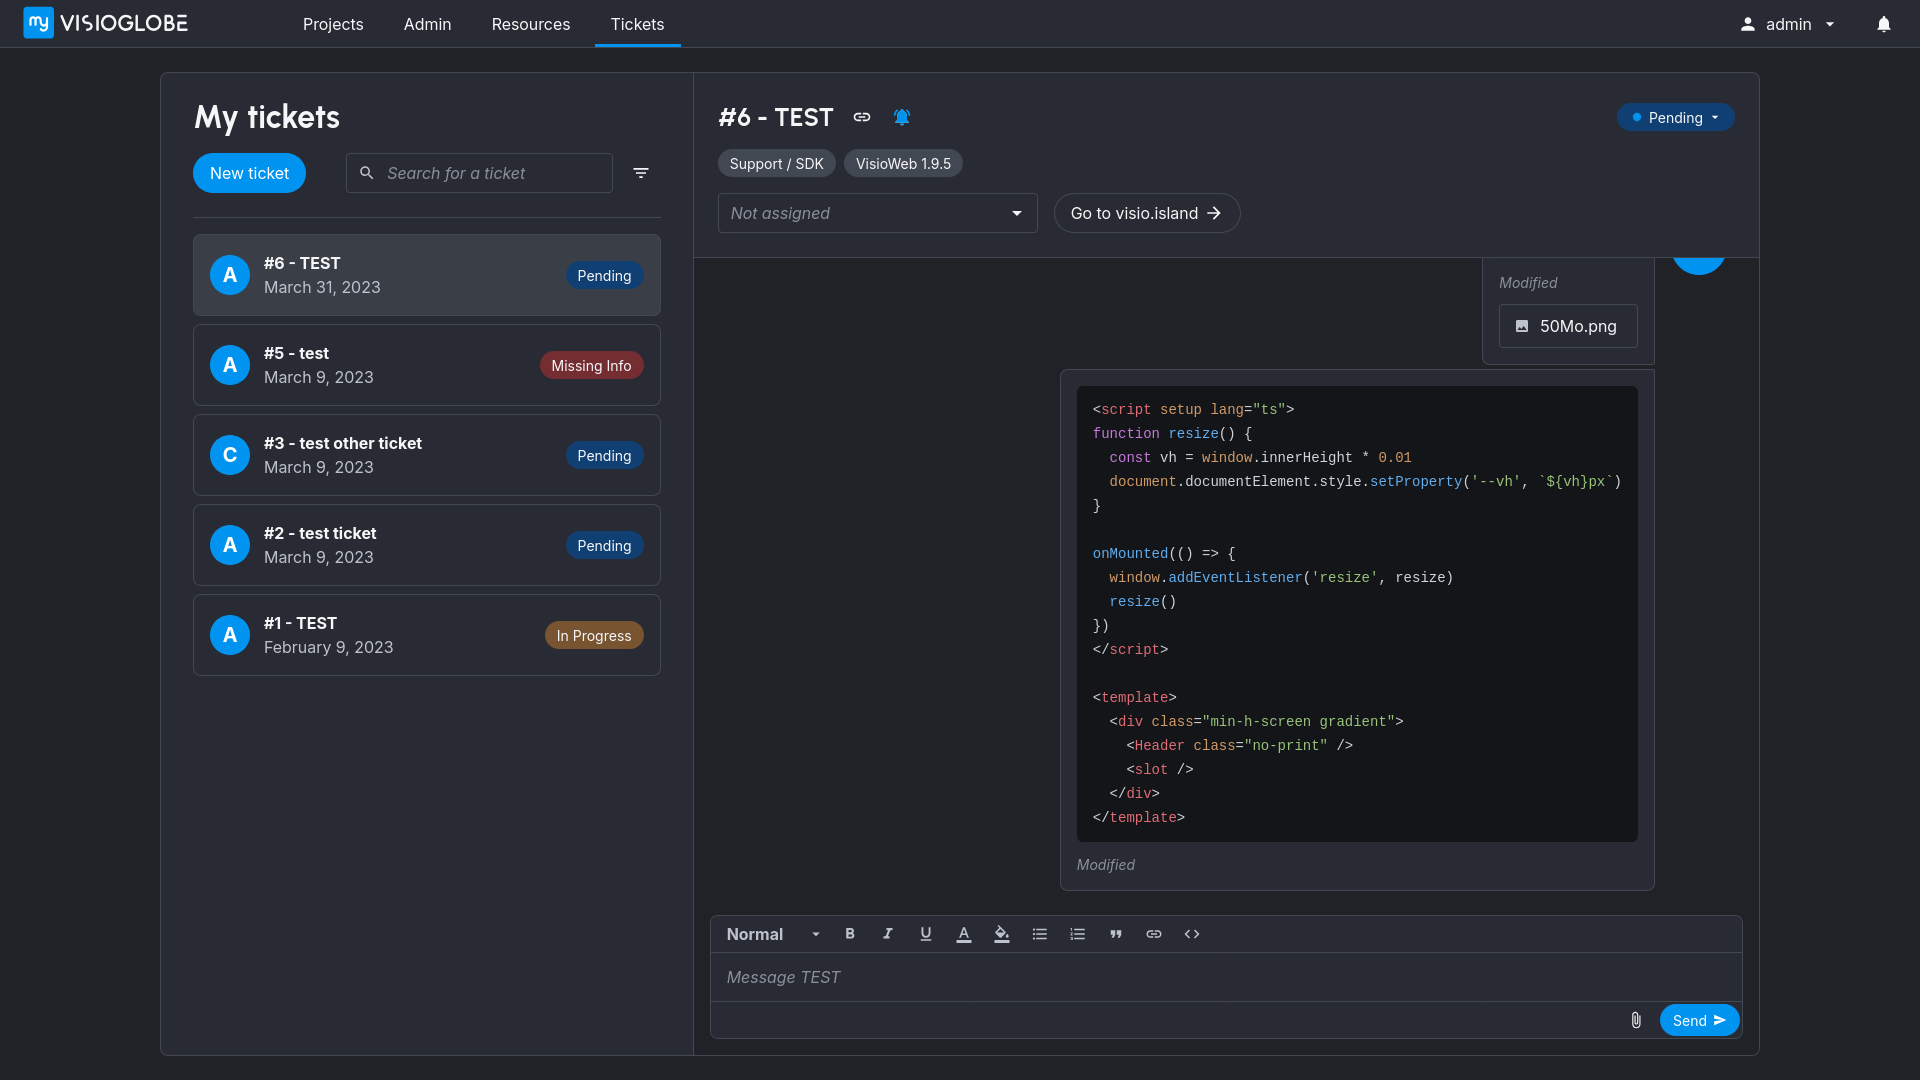 my VISIOGLOBE
Projects
Admin
Resources
Tickets
admin
My tickets
New ticket
Search for a ticket
A
#6 - TEST
March 31, 2023
Pending
A
#5 - test
March 9, 2023
Missing Info
C
#3 - test other ticket
March 9, 2023
Pending
A
#2 - test ticket
March 9, 2023
Pending
A
#1 - TEST
February 9, 2023
In Progress
#6 - TEST
Pending
Support / SDK
VisioWeb 1.9.5
Not assigned
Go to visio.island
Modified
50Mo.png
<script setup lang="ts">
function resize() {
  const vh = window.innerHeight * 0.01
  document.documentElement.style.setProperty('--vh', `${vh}px`)
}
onMounted(() => {
  window.addEventListener('resize', resize)
  resize()
})
</script>
<template>
  <div class="min-h-screen gradient">
    <Header class="no-print" />
    <slot />
  </div>
</template>
Modified
Normal
B
I
U
A
Message TEST
Send